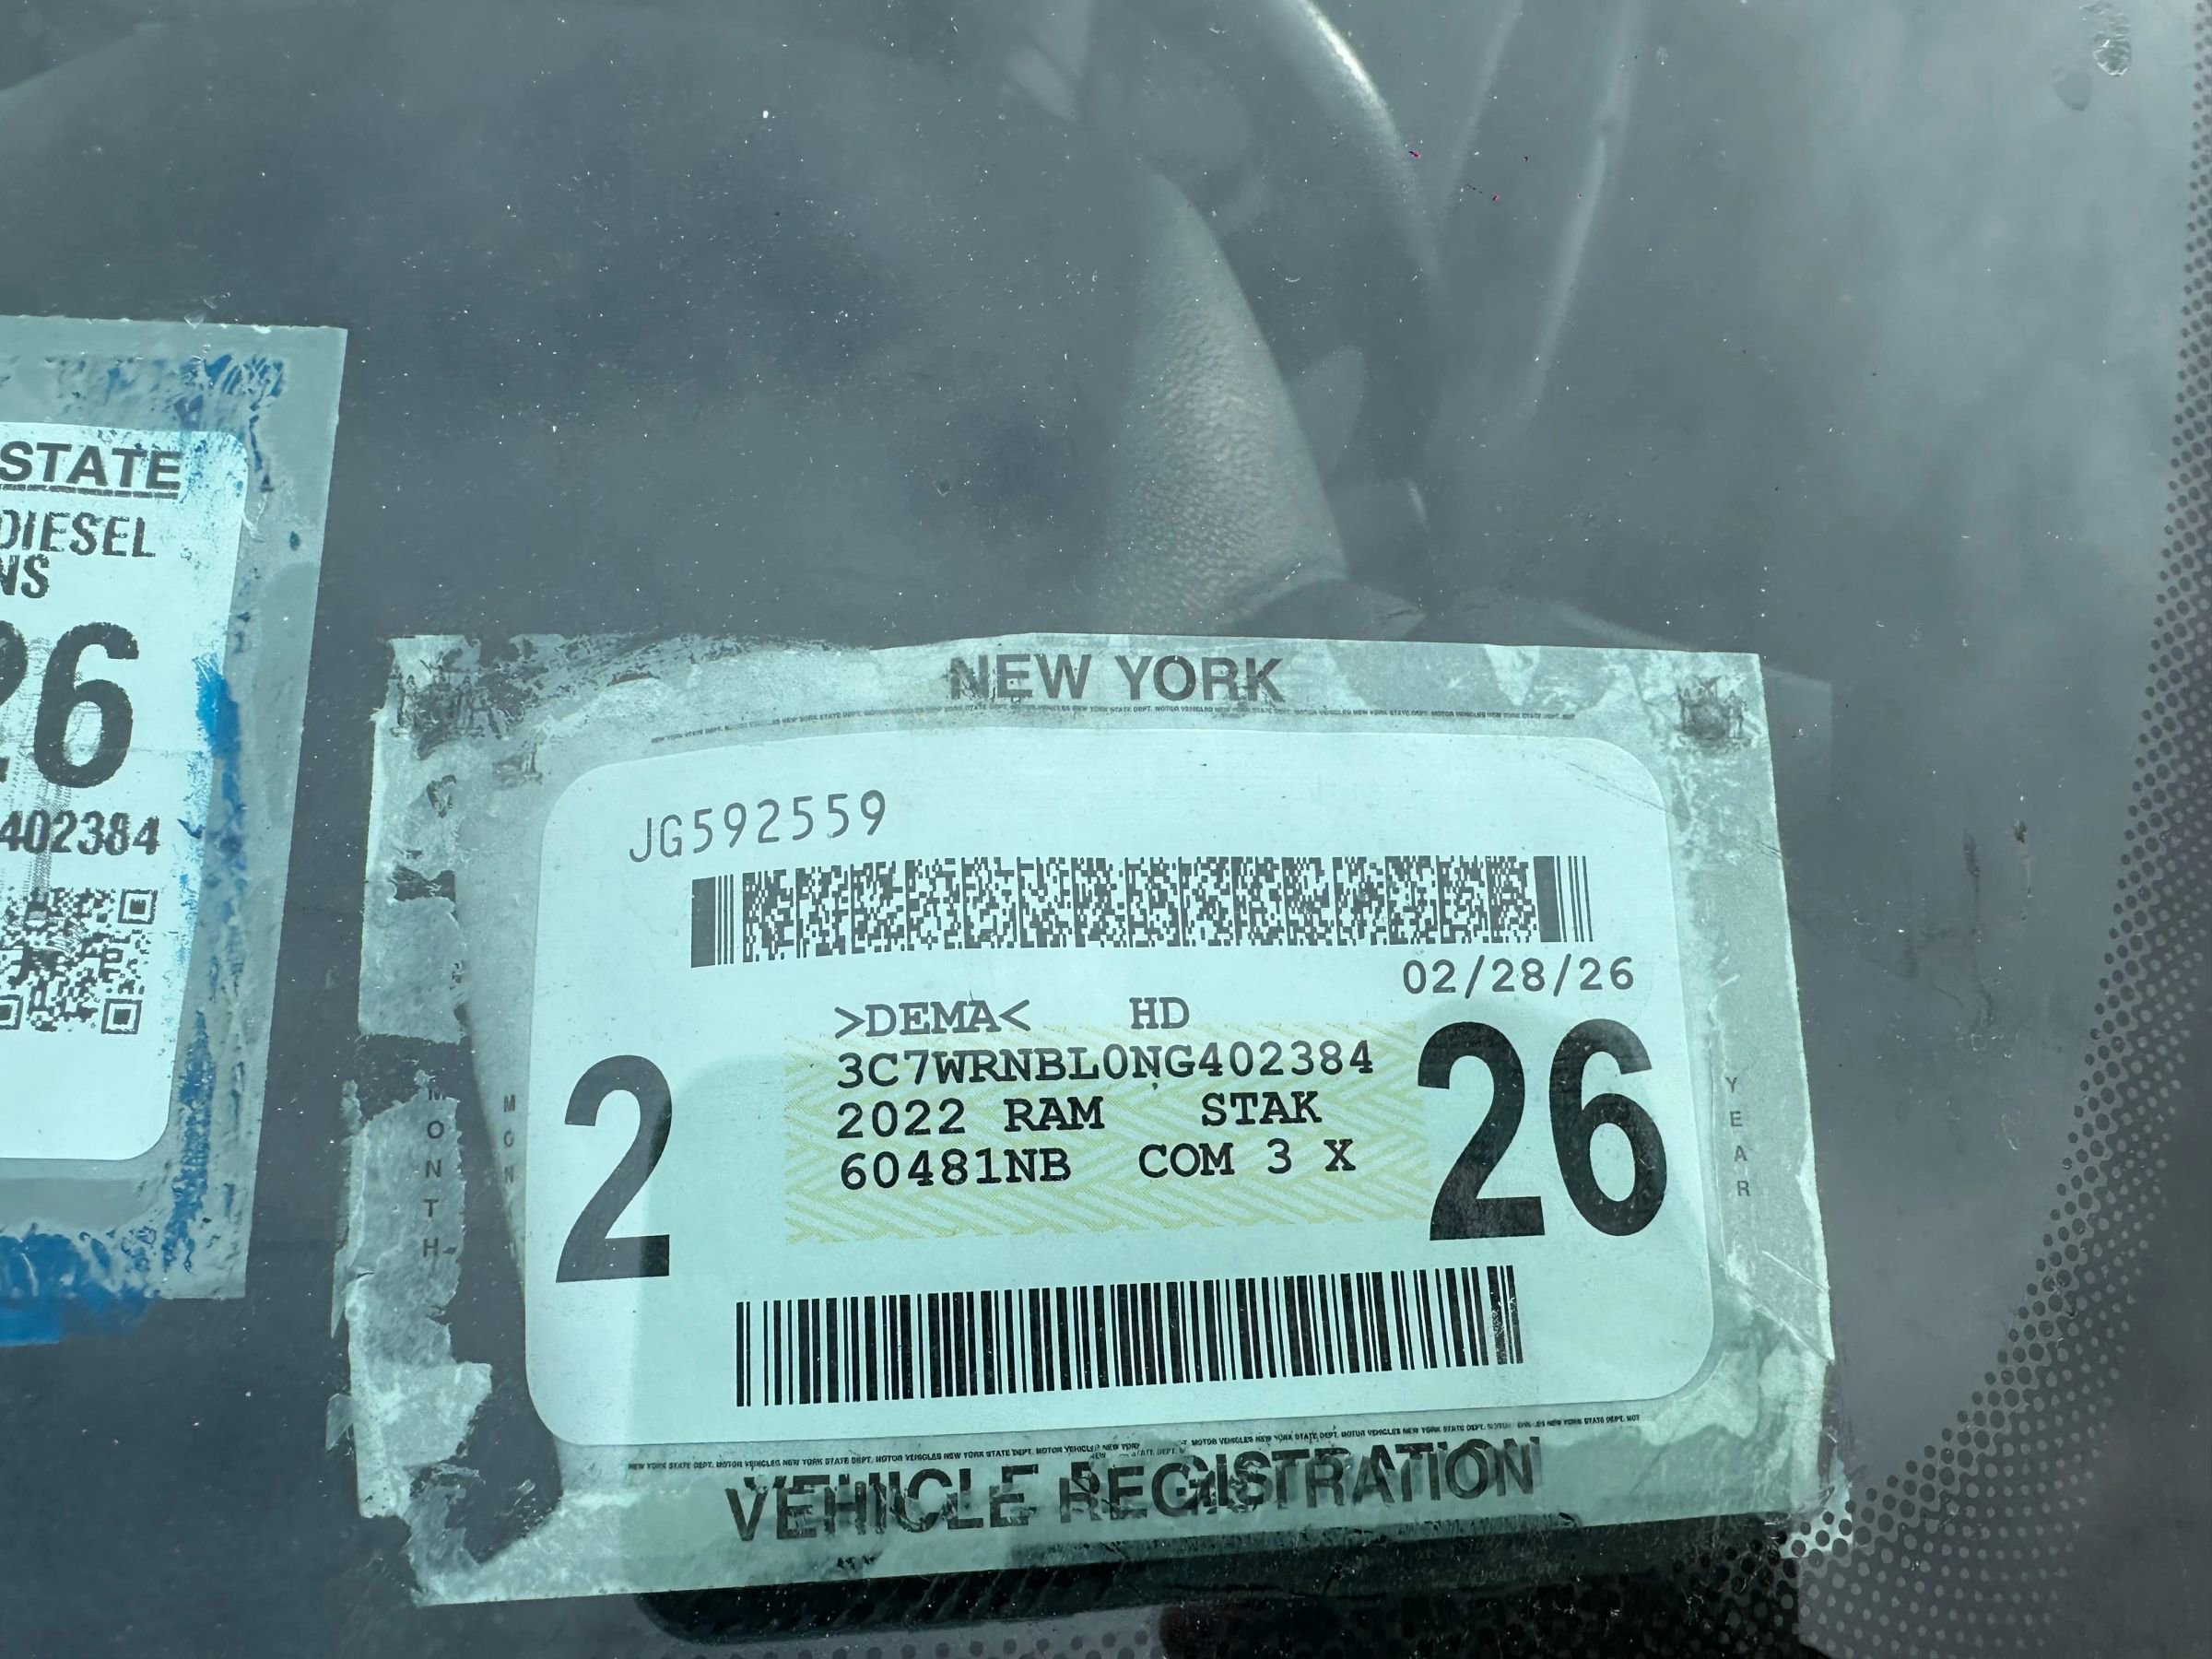 STATE
DIESEL
NS
26
402384
NEW YORK
JG592559
02/28/26
>DEMA< HD
3C7WRNBL0NG402384
2022 RAM STAK
60481NB COM 3 X
2
26
MONTH
MON
YEAR
VEHICLE REGISTRATION